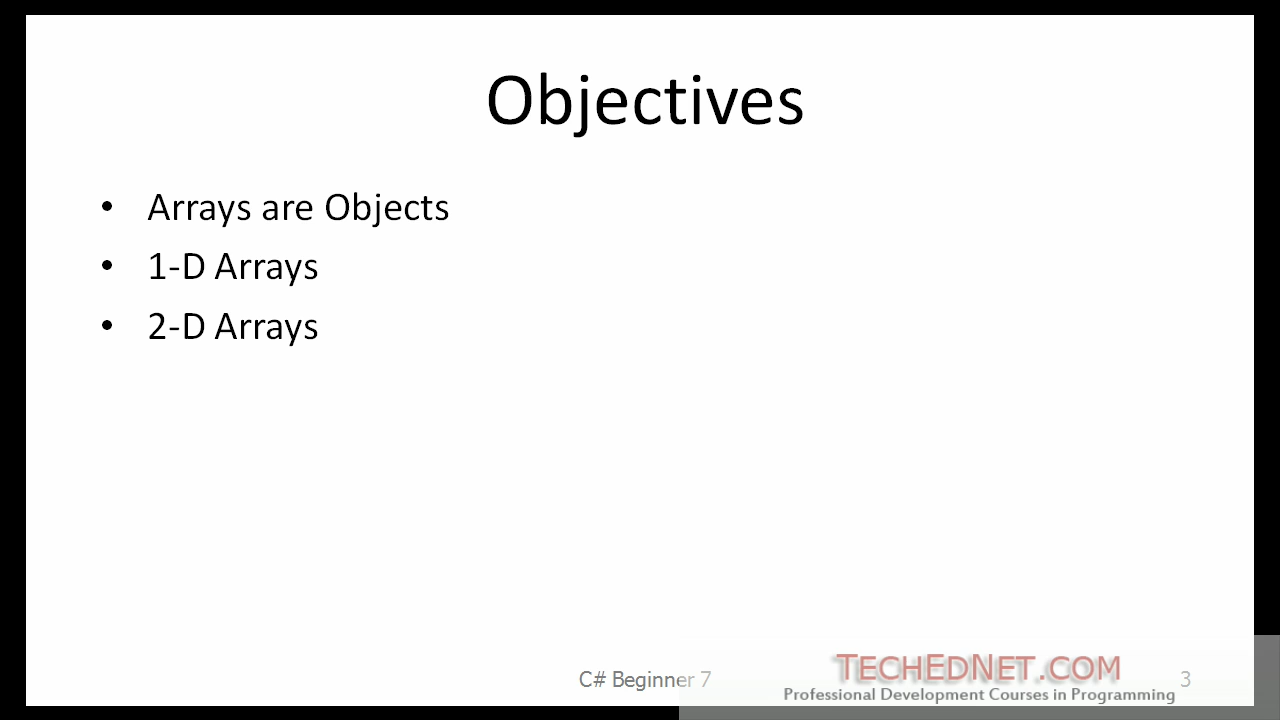 Objectives
• Arrays are Objects
• 1-D Arrays
• 2-D Arrays
C# Beginner 7
TECHEDNET.COM
3
Professional Development Courses in Programming